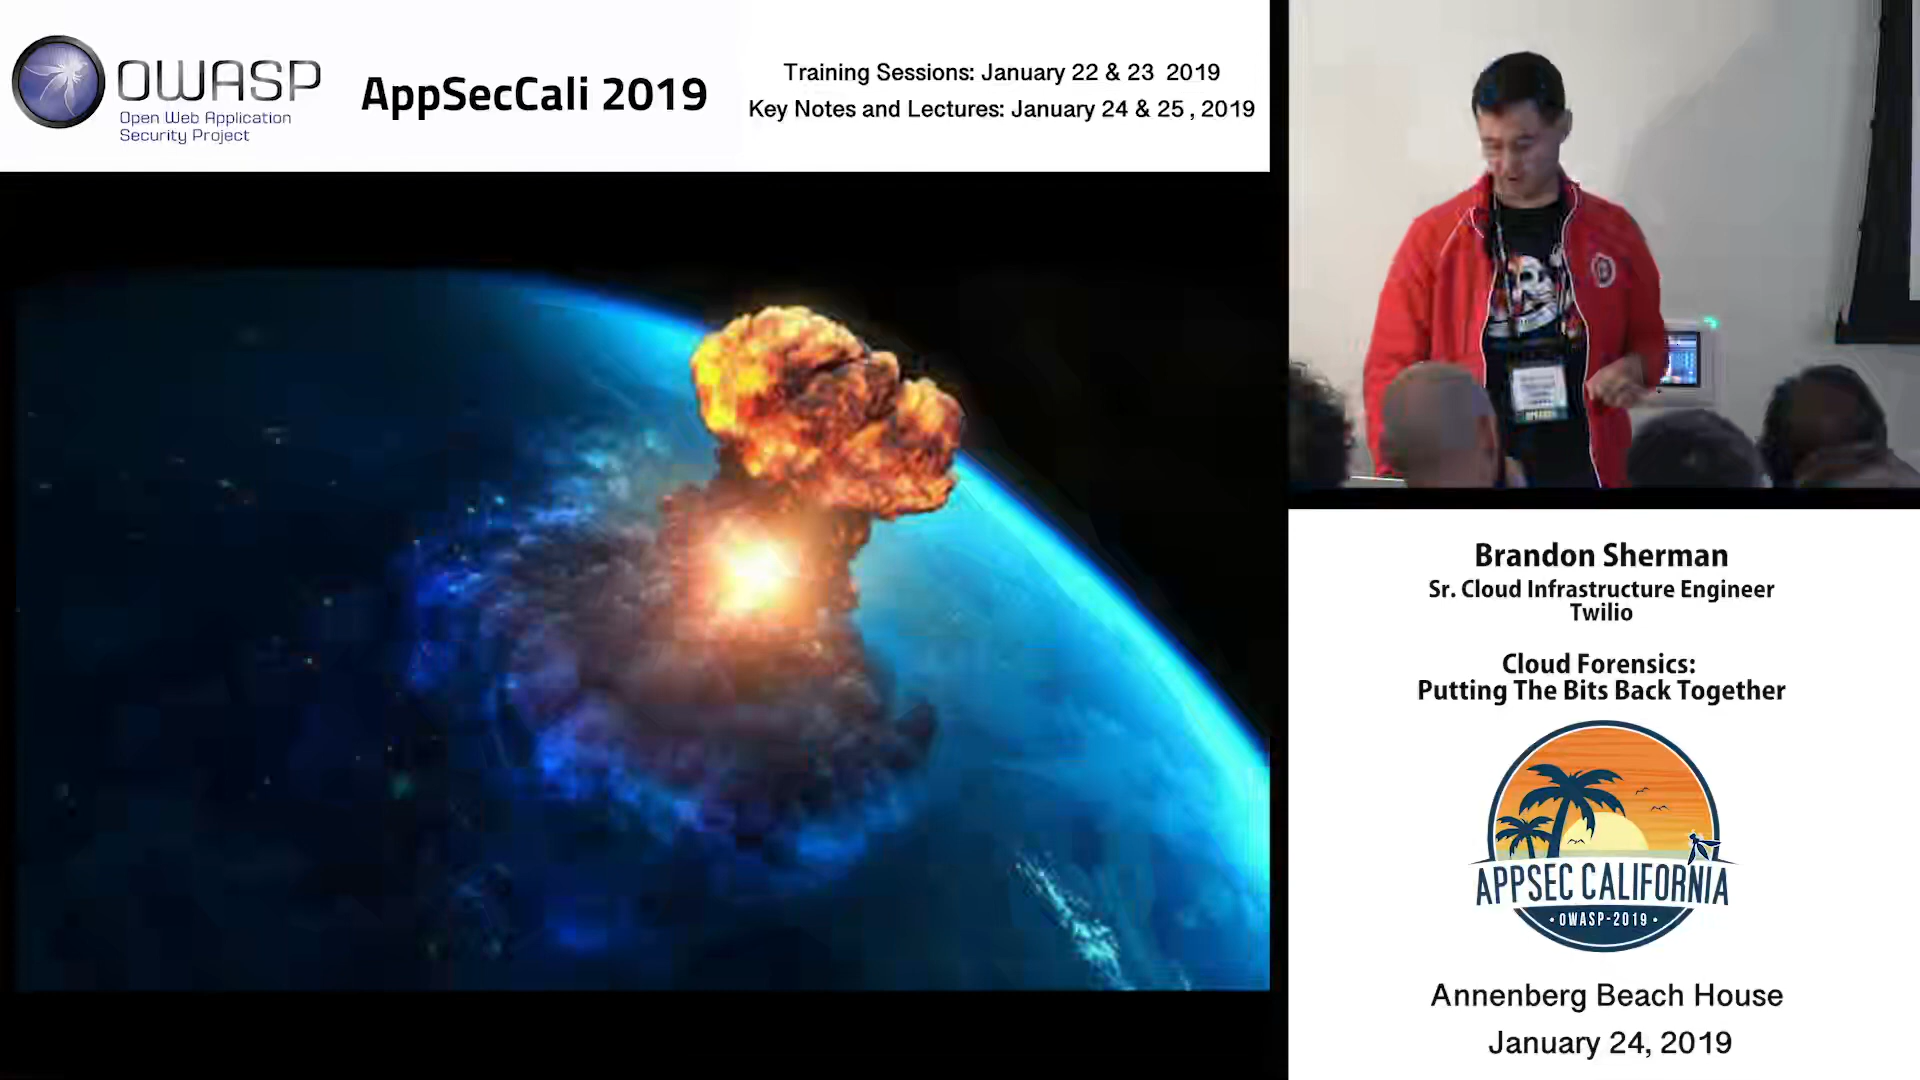 OWASP
Open Web Application
Security Project
AppSecCali 2019
Training Sessions: January 22 & 23 2019
Key Notes and Lectures: January 24 & 25 , 2019
Brandon Sherman
Sr. Cloud Infrastructure Engineer
Twilio
Cloud Forensics:
Putting The Bits Back Together
APPSEC CALIFORNIA
• OWASP-2019 •
Annenberg Beach House
January 24, 2019